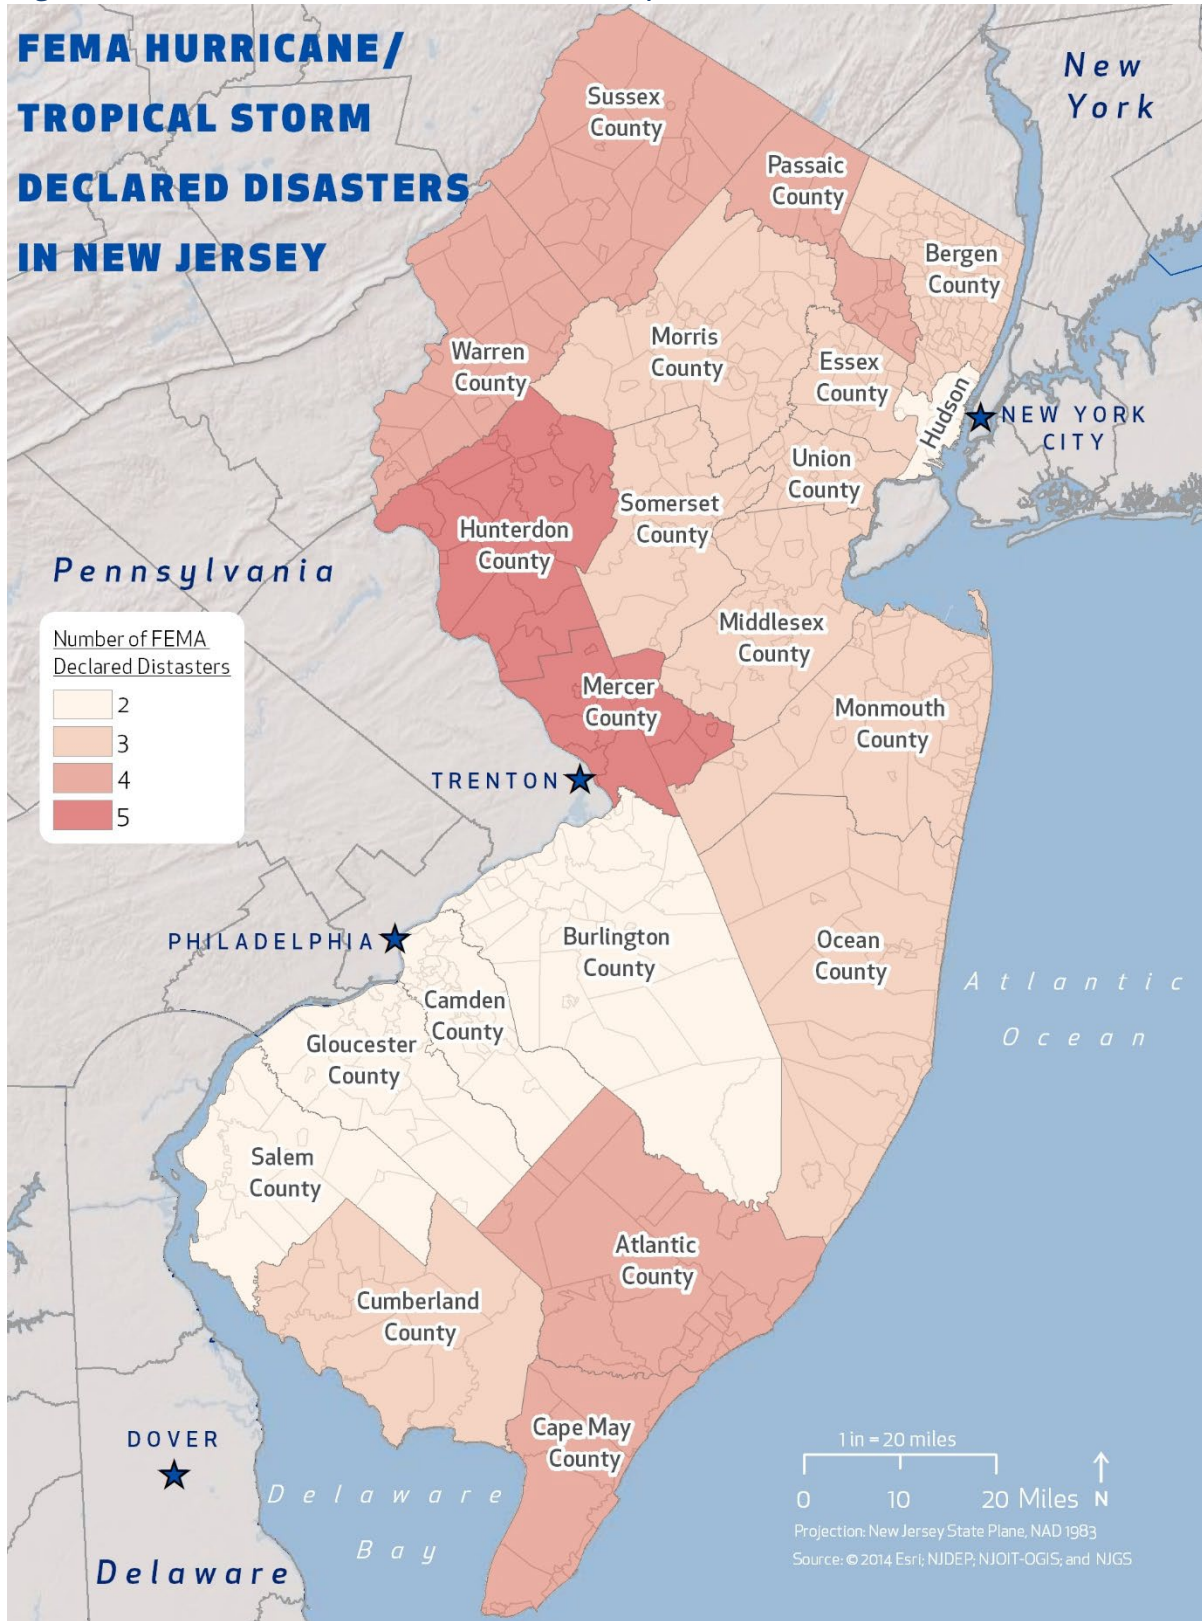 FEMA HURRICANE/
TROPICAL STORM
DECLARED DISASTERS
IN NEW JERSEY
New
York
Sussex
County
Passaic
County
Bergen
County
Morris
County
Essex
County
Warren
County
Hudson
NEW YORK
CITY
Union
County
Somerset
County
Hunterdon
County
Pennsylvania
Middlesex
County
Number of FEMA
Declared Distasters
2
3
4
5
Mercer
County
Monmouth
County
TRENTON
PHILADELPHIA
Burlington
County
Ocean
County
Atlantic
Ocean
Camden
County
Gloucester
County
Salem
County
Atlantic
County
Cumberland
County
Cape May
County
DOVER
Delaware
Bay
Delaware
1 in = 20 miles
0 10 20 Miles N
Projection: New Jersey State Plane, NAD 1983
Source: © 2014 Esri; NJDEP; NJOIT-OGIS; and NJGS